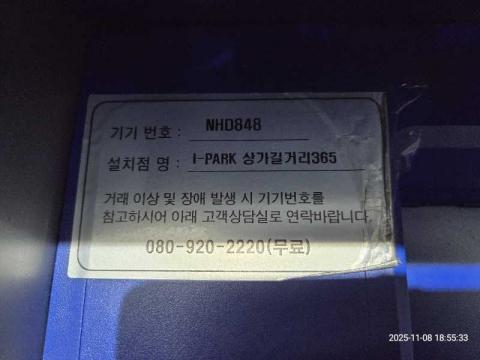 기기 번호 : NHD848
설치점 명 : I-PARK 상가길거리365
거래 이상 및 장애 발생 시 기기번호를
참고하시어 아래 고객상담실로 연락바랍니다.
080-920-2220(무료)
2025-11-08 18:55:33